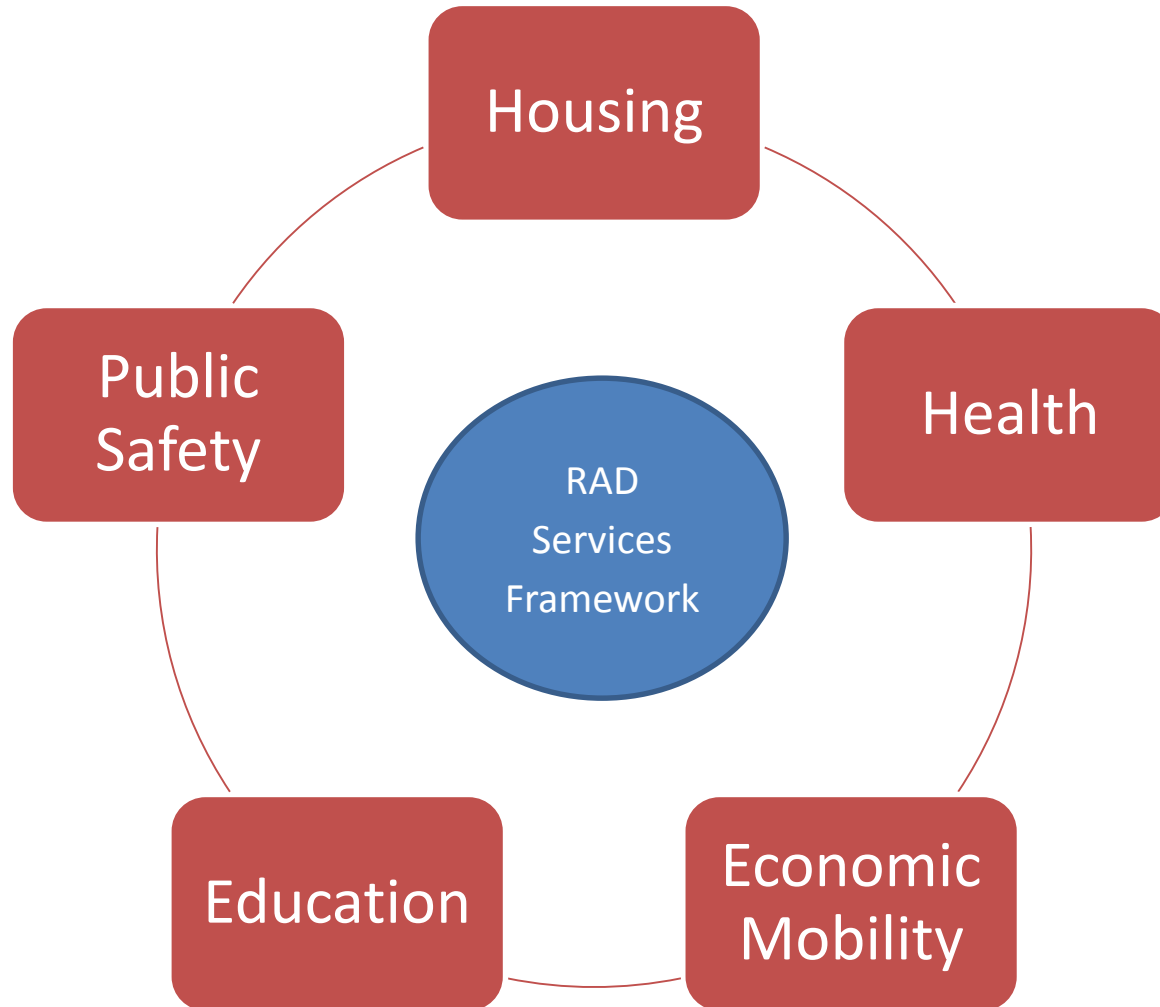 Housing
Public
Safety
Health
RAD
Services
Framework
Education
Economic
Mobility